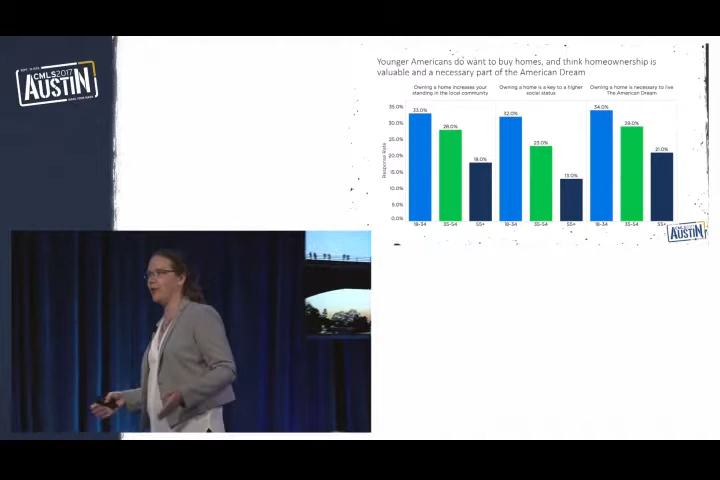 CMLS2017
AUSTIN
Younger Americans do want to buy homes, and think homeownership is
valuable and a necessary part of the American Dream
Owning a home increases your
standing in the local community
Owning a home is a key to a higher
social status
Owning a home is necessary to live
The American Dream
Response Rate
35.0%
30.0%
25.0%
20.0%
15.0%
10.0%
5.0%
0.0%
33.0%
28.0%
18.0%
32.0%
23.0%
13.0%
34.0%
29.0%
21.0%
18-34
35-54
55+
18-34
35-54
55+
18-34
35-54
55+
AUSTIN